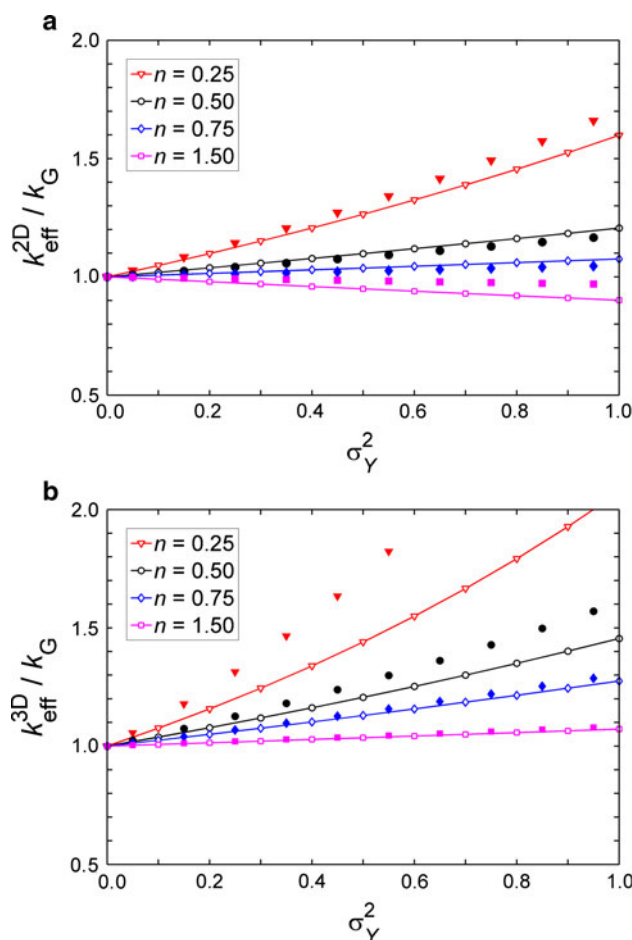 a
2.0
n = 0.25
n = 0.50
n = 0.75
n = 1.50
1.5
1.0
0.5
k_eff^2D / k_G
0.0 0.2 0.4 0.6 0.8 1.0
σ_Y^2
b
2.0
n = 0.25
n = 0.50
n = 0.75
n = 1.50
1.5
1.0
0.5
k_eff^3D / k_G
0.0 0.2 0.4 0.6 0.8 1.0
σ_Y^2